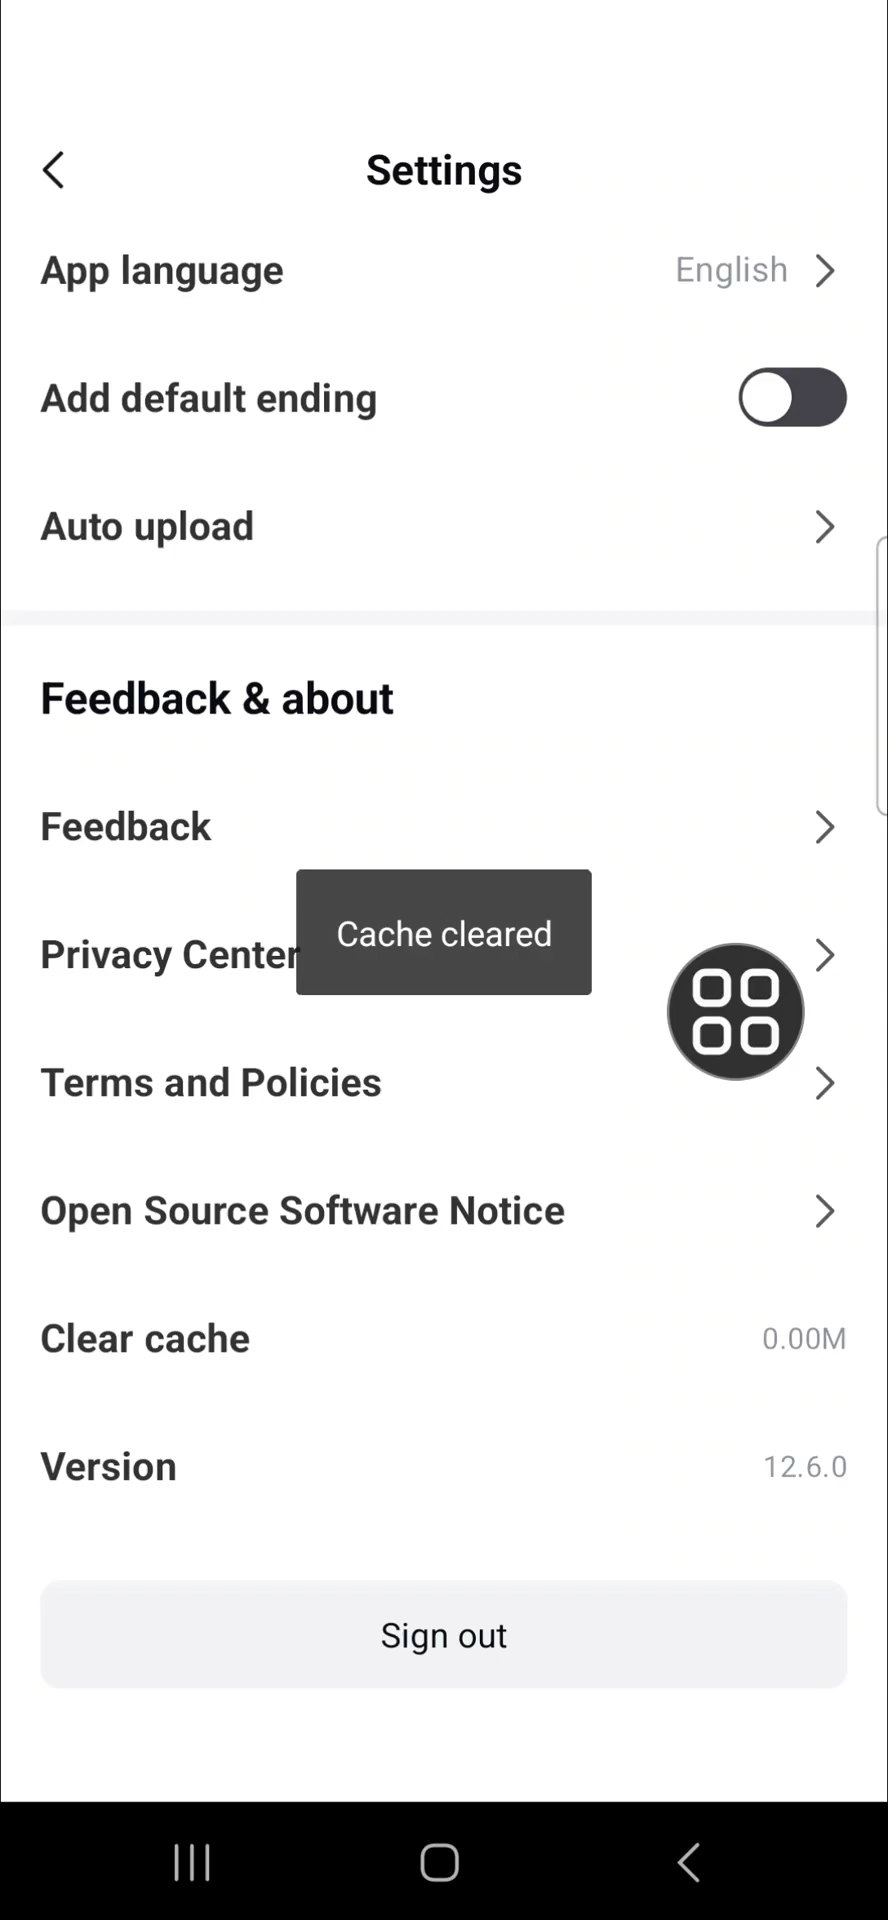 Settings
App language English
Add default ending
Auto upload
Feedback & about
Feedback
Cache cleared
Privacy Center
Terms and Policies
Open Source Software Notice
Clear cache 0.00M
Version 12.6.0
Sign out